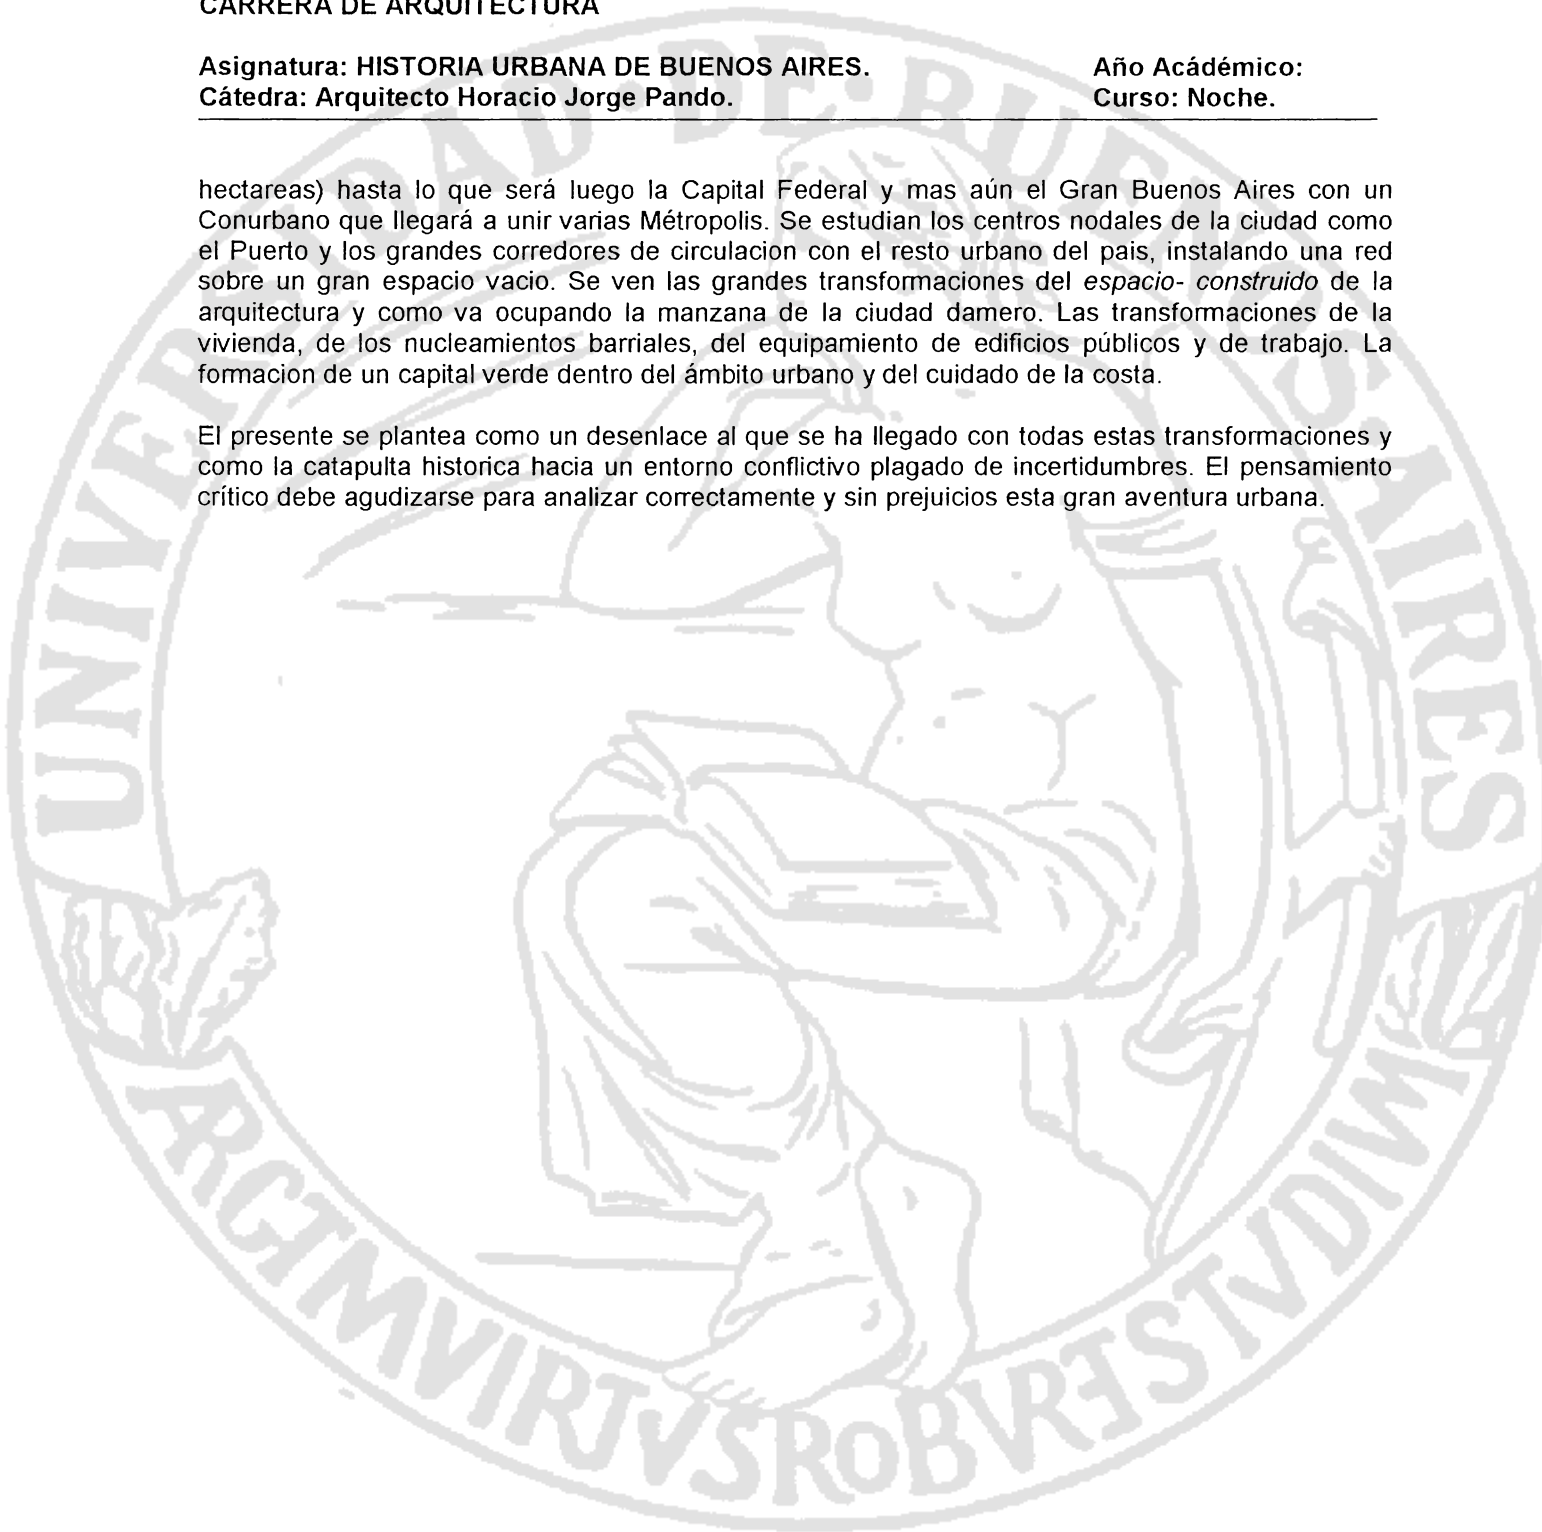 CARRERA DE ARQUITECTURA
Asignatura: HISTORIA URBANA DE BUENOS AIRES. Año Acádémico:
Cátedra: Arquitecto Horacio Jorge Pando. Curso: Noche.
hectareas) hasta lo que será luego la Capital Federal y mas aún el Gran Buenos Aires con un
Conurbano que llegará a unir varias Métropolis. Se estudian los centros nodales de la ciudad como
el Puerto y los grandes corredores de circulacion con el resto urbano del pais, instalando una red
sobre un gran espacio vacio. Se ven las grandes transformaciones del espacio- construido de la
arquitectura y como va ocupando la manzana de la ciudad damero. Las transformaciones de la
vivienda, de los nucleamientos barriales, del equipamiento de edificios públicos y de trabajo. La
formacion de un capital verde dentro del ámbito urbano y del cuidado de la costa.
El presente se plantea como un desenlace al que se ha llegado con todas estas transformaciones y
como la catapulta historica hacia un entorno conflictivo plagado de incertidumbres. El pensamiento
crítico debe agudizarse para analizar correctamente y sin prejuicios esta gran aventura urbana.
UNIVERSIDAD•DE•BUENOS•AIRES
ARGTMVIRTVSROBVRETSTVDIVM